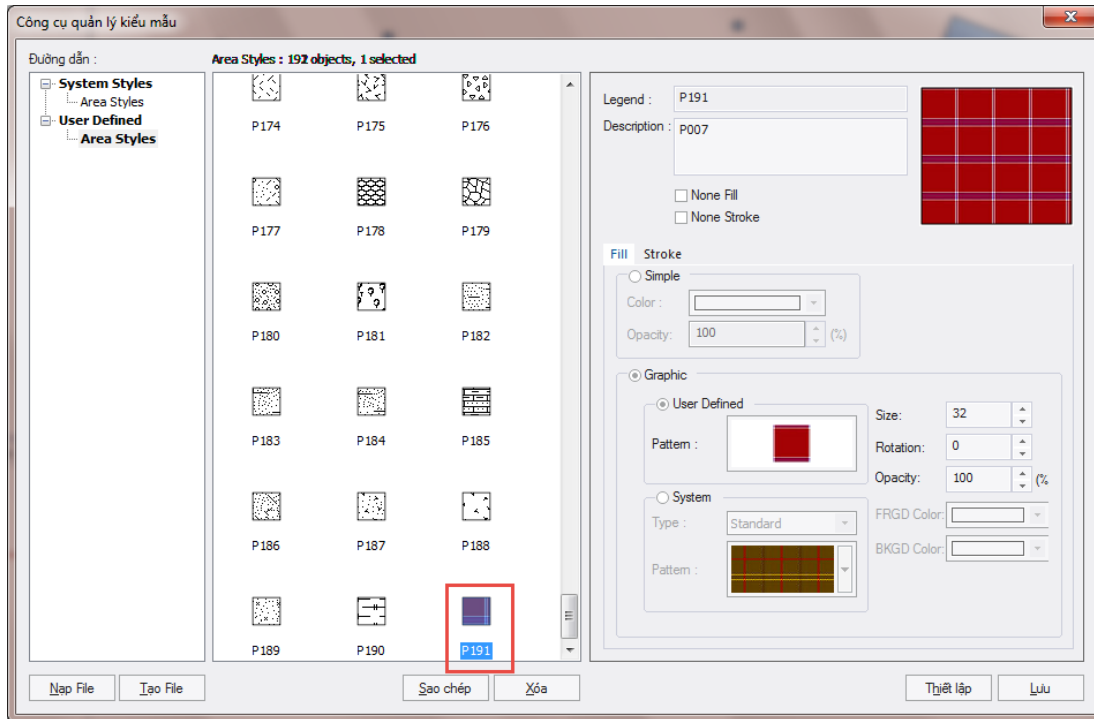 Công cụ quản lý kiểu mẫu
Đường dẫn :
Area Styles : 192 objects, 1 selected
System Styles
Area Styles
User Defined
Area Styles
P174 P175 P176
P177 P178 P179
P180 P181 P182
P183 P184 P185
P186 P187 P188
P189 P190 P191
Legend : P191
Description : P007
None Fill
None Stroke
Fill Stroke
Simple
Color :
Opacity: 100 (%)
Graphic
User Defined
Pattern :
Size: 32
Rotation: 0
Opacity: 100 (%
System
Type : Standard
Pattern :
FRGD Color:
BKGD Color:
Nạp File Tạo File Sao chép Xóa Thiết lập Lưu